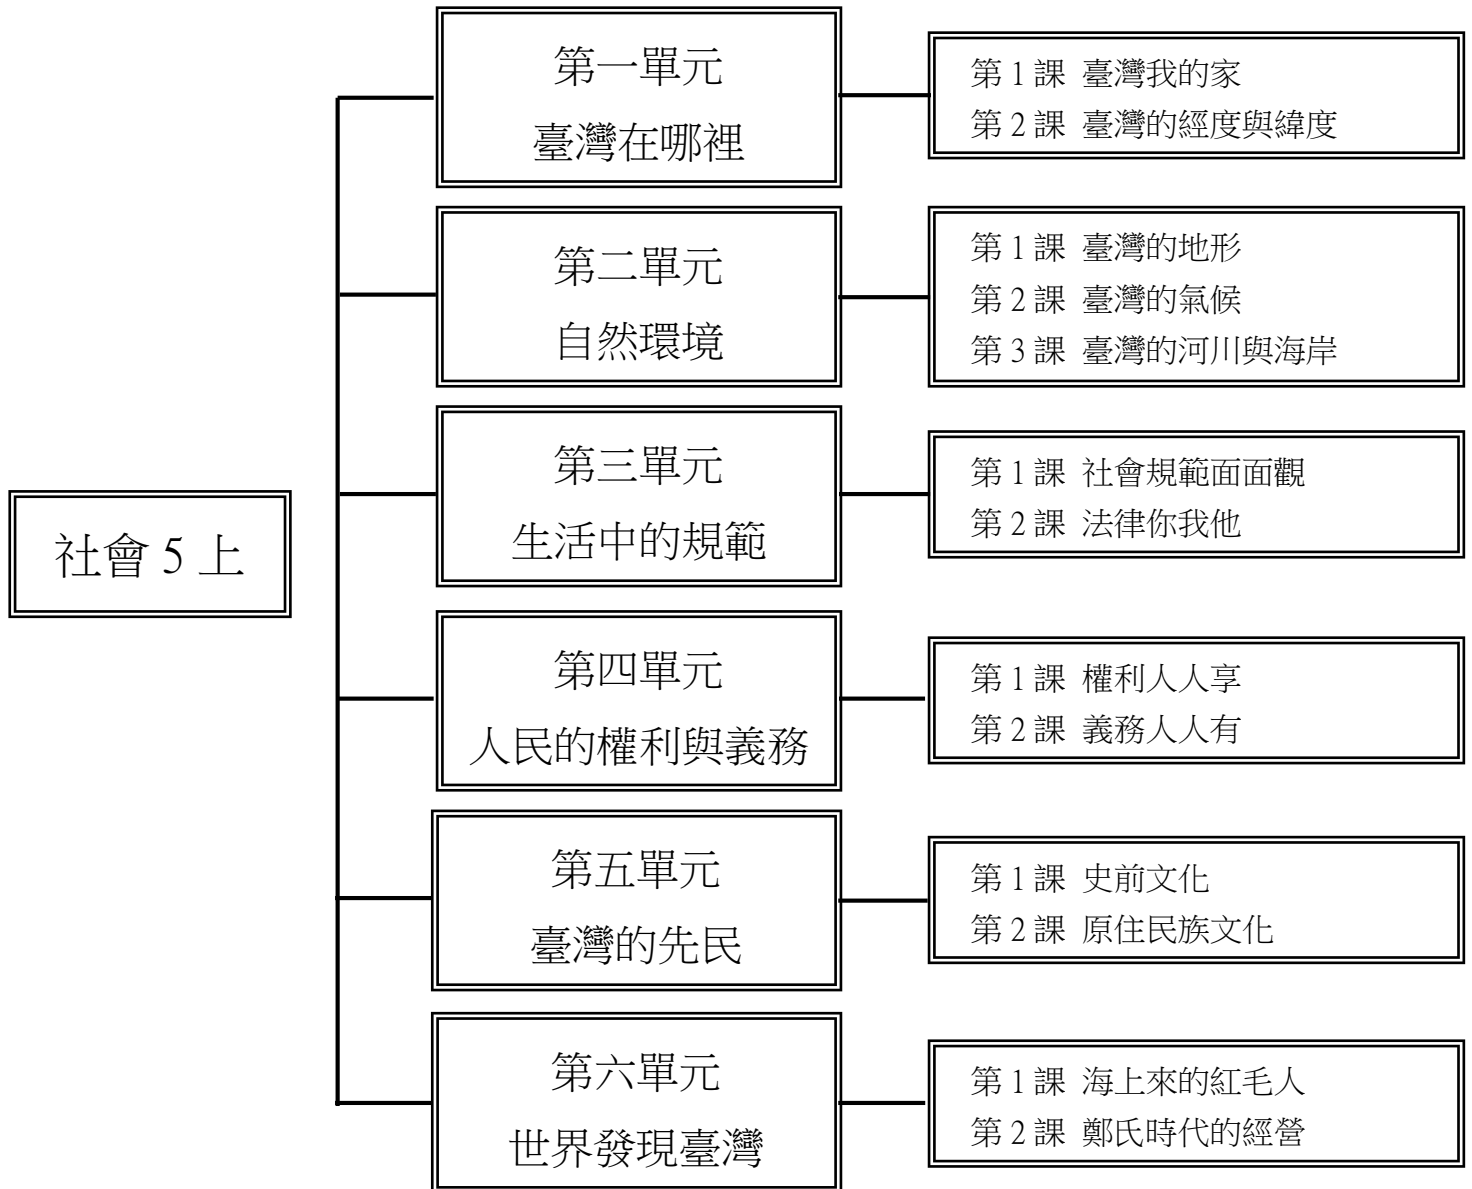 社會 5 上
第一單元
臺灣在哪裡
第 1 課 臺灣我的家
第 2 課 臺灣的經度與緯度
第二單元
自然環境
第 1 課 臺灣的地形
第 2 課 臺灣的氣候
第 3 課 臺灣的河川與海岸
第三單元
生活中的規範
第 1 課 社會規範面面觀
第 2 課 法律你我他
第四單元
人民的權利與義務
第 1 課 權利人人享
第 2 課 義務人人有
第五單元
臺灣的先民
第 1 課 史前文化
第 2 課 原住民族文化
第六單元
世界發現臺灣
第 1 課 海上來的紅毛人
第 2 課 鄭氏時代的經營